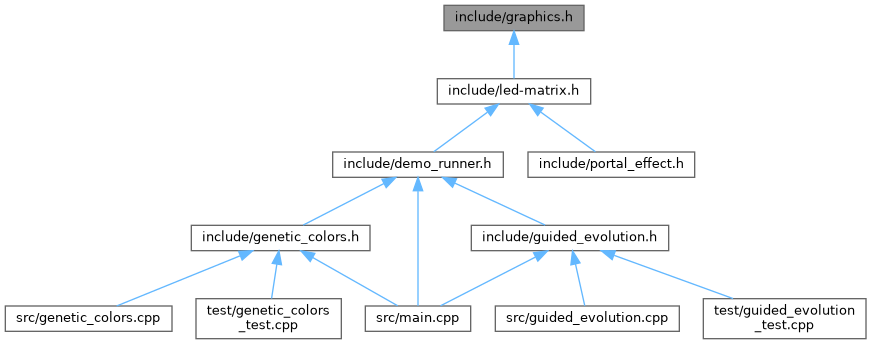 include/graphics.h
include/led-matrix.h
include/demo_runner.h
include/portal_effect.h
include/genetic_colors.h
include/guided_evolution.h
src/genetic_colors.cpp
test/genetic_colors
_test.cpp
src/main.cpp
src/guided_evolution.cpp
test/guided_evolution
_test.cpp